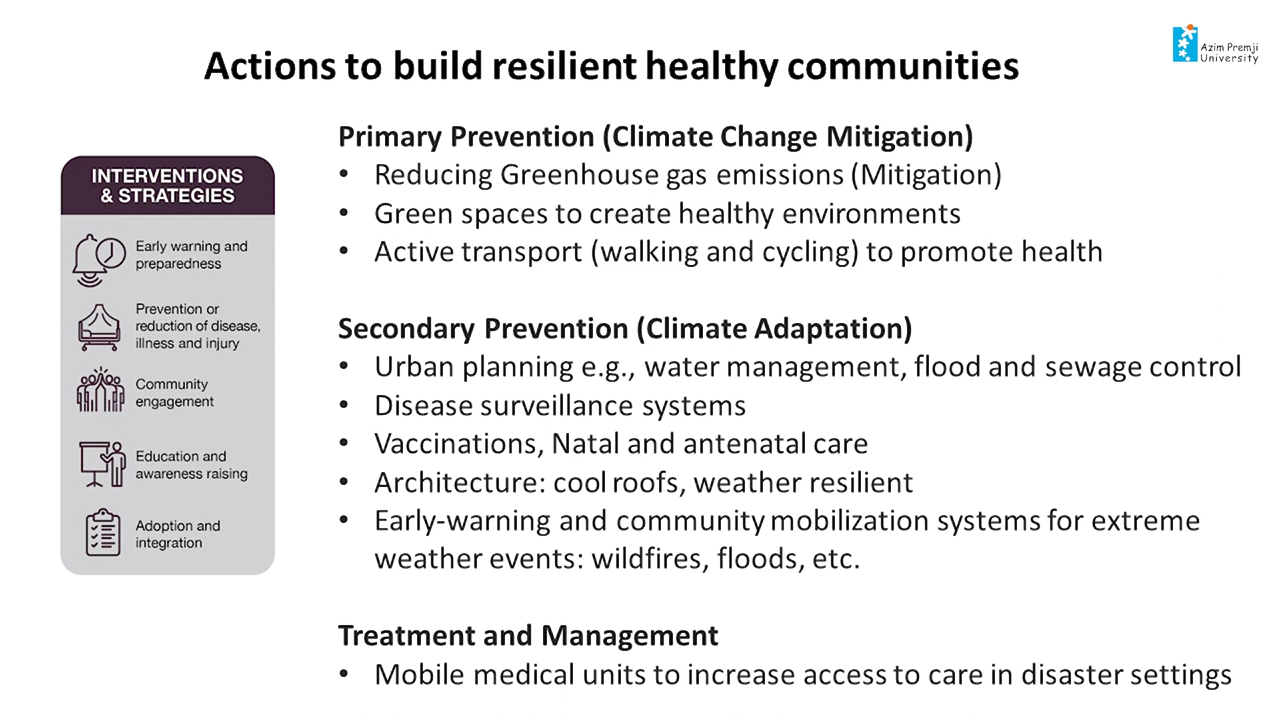 Actions to build resilient healthy communities
Azim Premji
University
INTERVENTIONS
& STRATEGIES
Early warning and
preparedness
Prevention or
reduction of disease,
illness and injury
Community
engagement
Education and
awareness raising
Adoption and
integration
Primary Prevention (Climate Change Mitigation)
• Reducing Greenhouse gas emissions (Mitigation)
• Green spaces to create healthy environments
• Active transport (walking and cycling) to promote health
Secondary Prevention (Climate Adaptation)
• Urban planning e.g., water management, flood and sewage control
• Disease surveillance systems
• Vaccinations, Natal and antenatal care
• Architecture: cool roofs, weather resilient
• Early-warning and community mobilization systems for extreme
weather events: wildfires, floods, etc.
Treatment and Management
• Mobile medical units to increase access to care in disaster settings